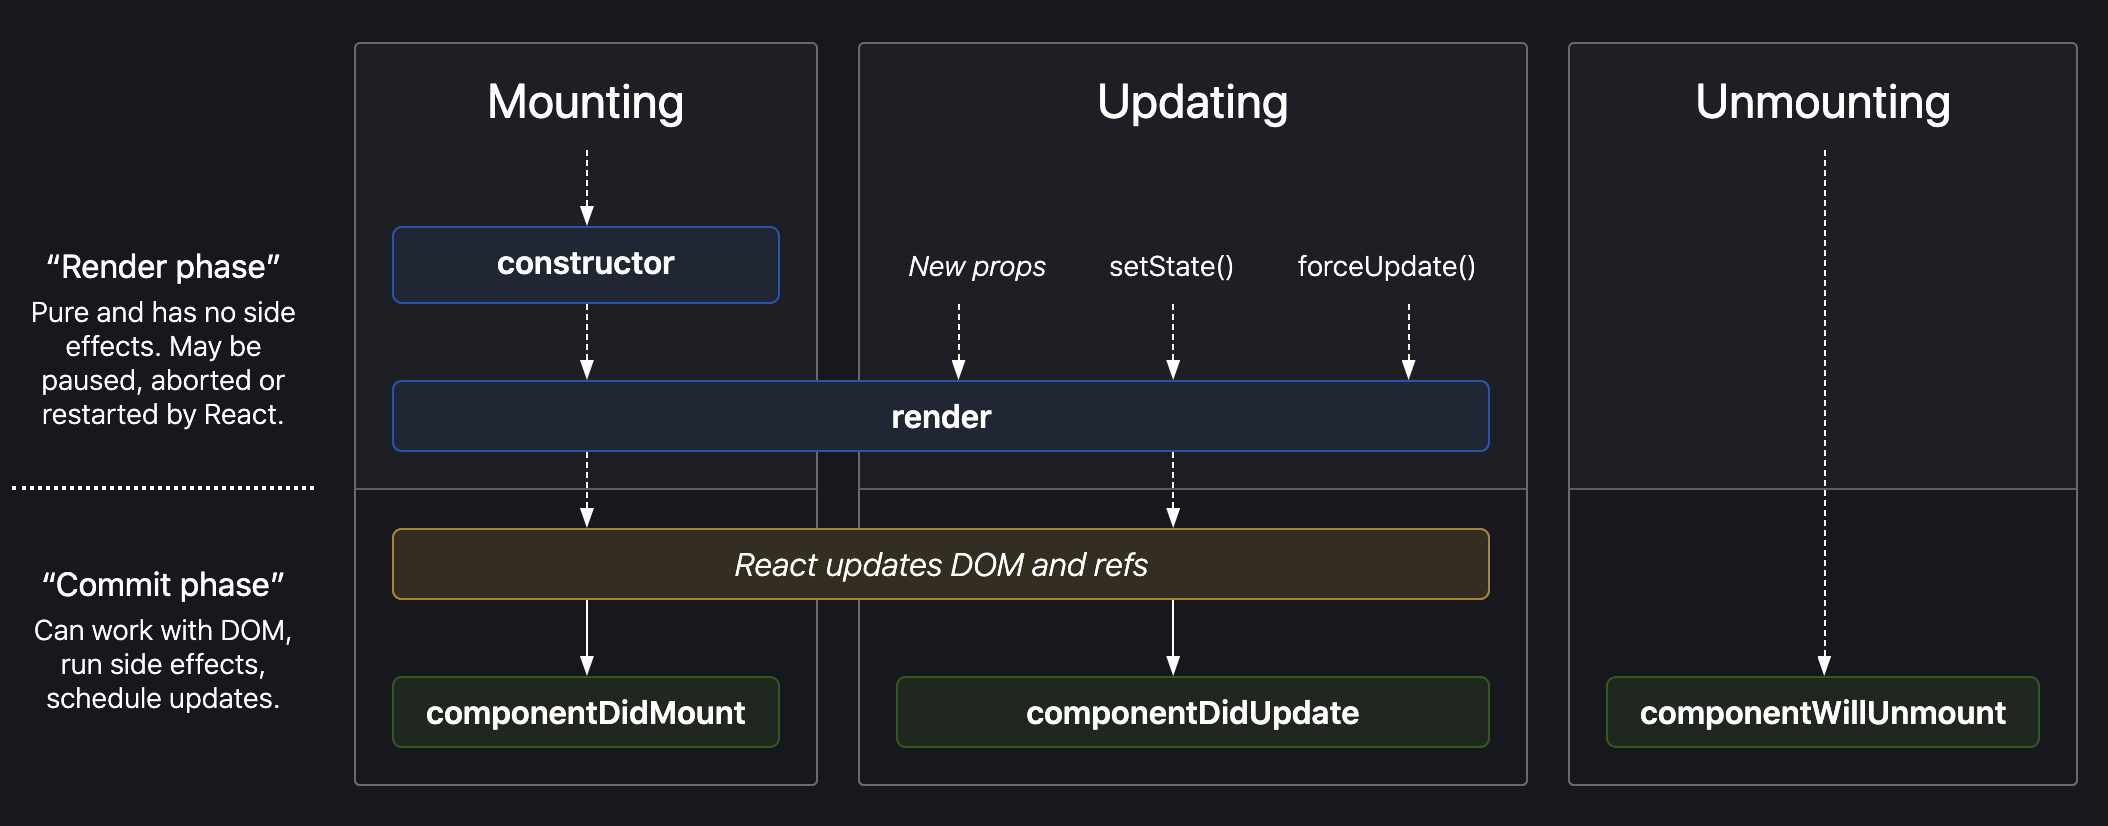 Mounting
Updating
Unmounting
“Render phase”
Pure and has no side
effects. May be
paused, aborted or
restarted by React.
constructor
New props
setState()
forceUpdate()
render
“Commit phase”
Can work with DOM,
run side effects,
schedule updates.
React updates DOM and refs
componentDidMount
componentDidUpdate
componentWillUnmount